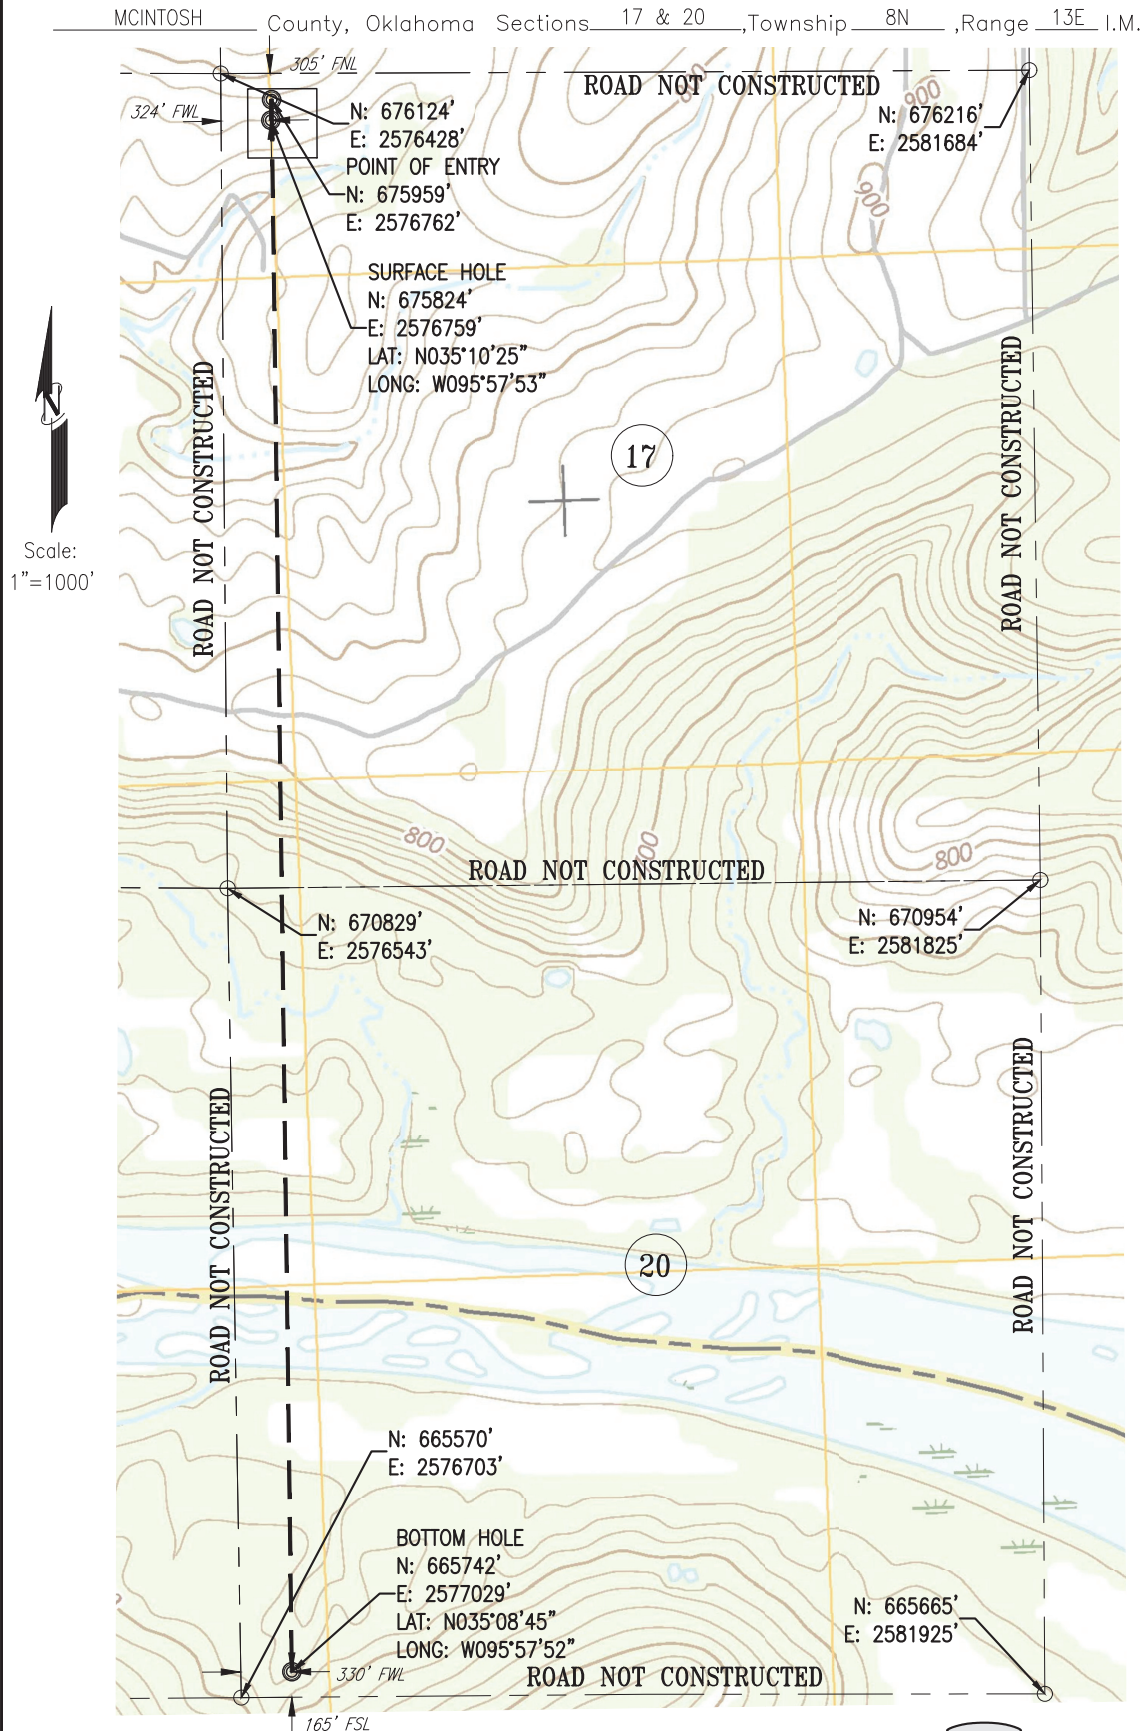 MCINTOSH County, Oklahoma Sections 17 & 20 ,Township 8N ,Range 13E I.M.
305' FNL
ROAD NOT CONSTRUCTED
324' FWL
N: 676124'
E: 2576428'
POINT OF ENTRY
N: 675959'
E: 2576762'
800
900
N: 676216'
E: 2581684'
900
SURFACE HOLE
N: 675824'
E: 2576759'
LAT: N035°10'25"
LONG: W095°57'53"
ROAD NOT CONSTRUCTED
ROAD NOT CONSTRUCTED
17
N
Scale:
1"=1000'
800
800
ROAD NOT CONSTRUCTED
N: 670829'
E: 2576543'
N: 670954'
E: 2581825'
ROAD NOT CONSTRUCTED
ROAD NOT CONSTRUCTED
20
N: 665570'
E: 2576703'
BOTTOM HOLE
N: 665742'
E: 2577029'
LAT: N035°08'45"
LONG: W095°57'52"
N: 665665'
E: 2581925'
330' FWL
ROAD NOT CONSTRUCTED
165' FSL